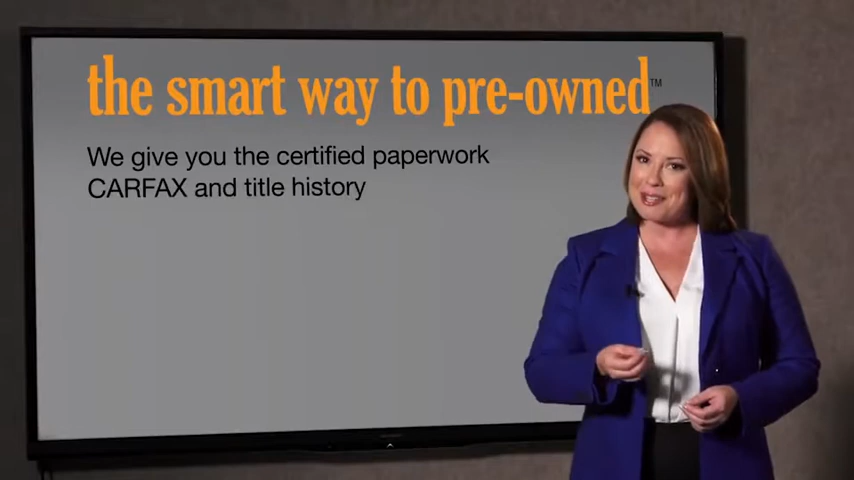 the smart way to pre-owned™
We give you the certified paperwork
CARFAX and title history